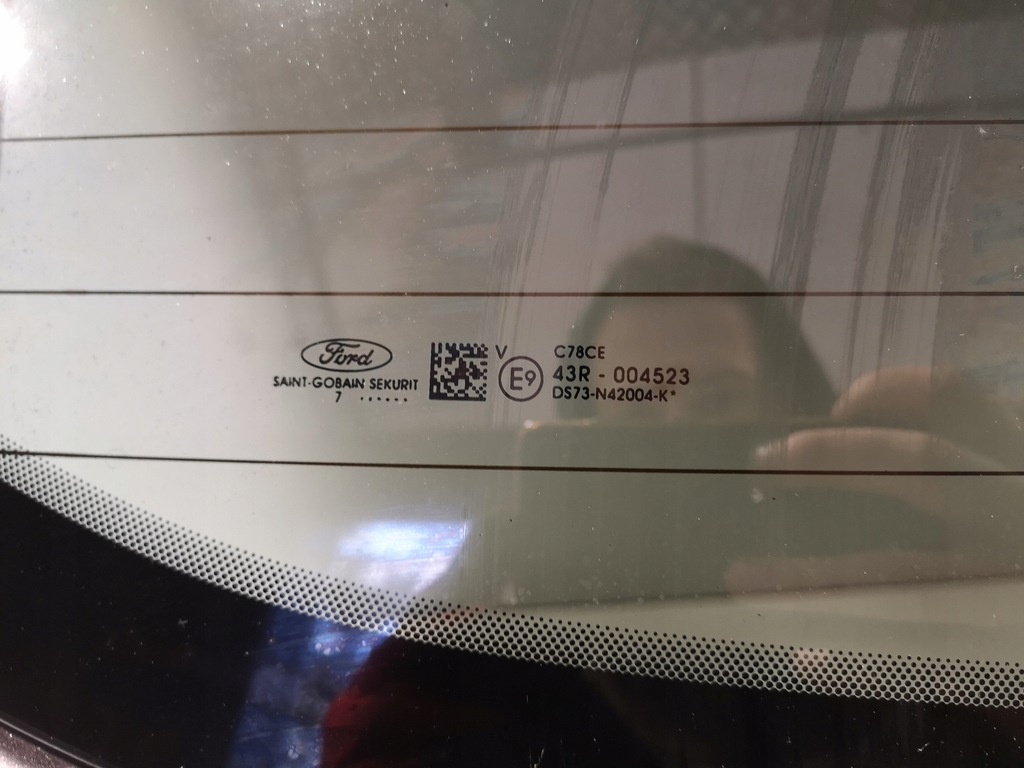 Ford
SAINT-GOBAIN SEKURIT
7 ......
V
E9
C78CE
43R - 004523
DS73-N42004-K*